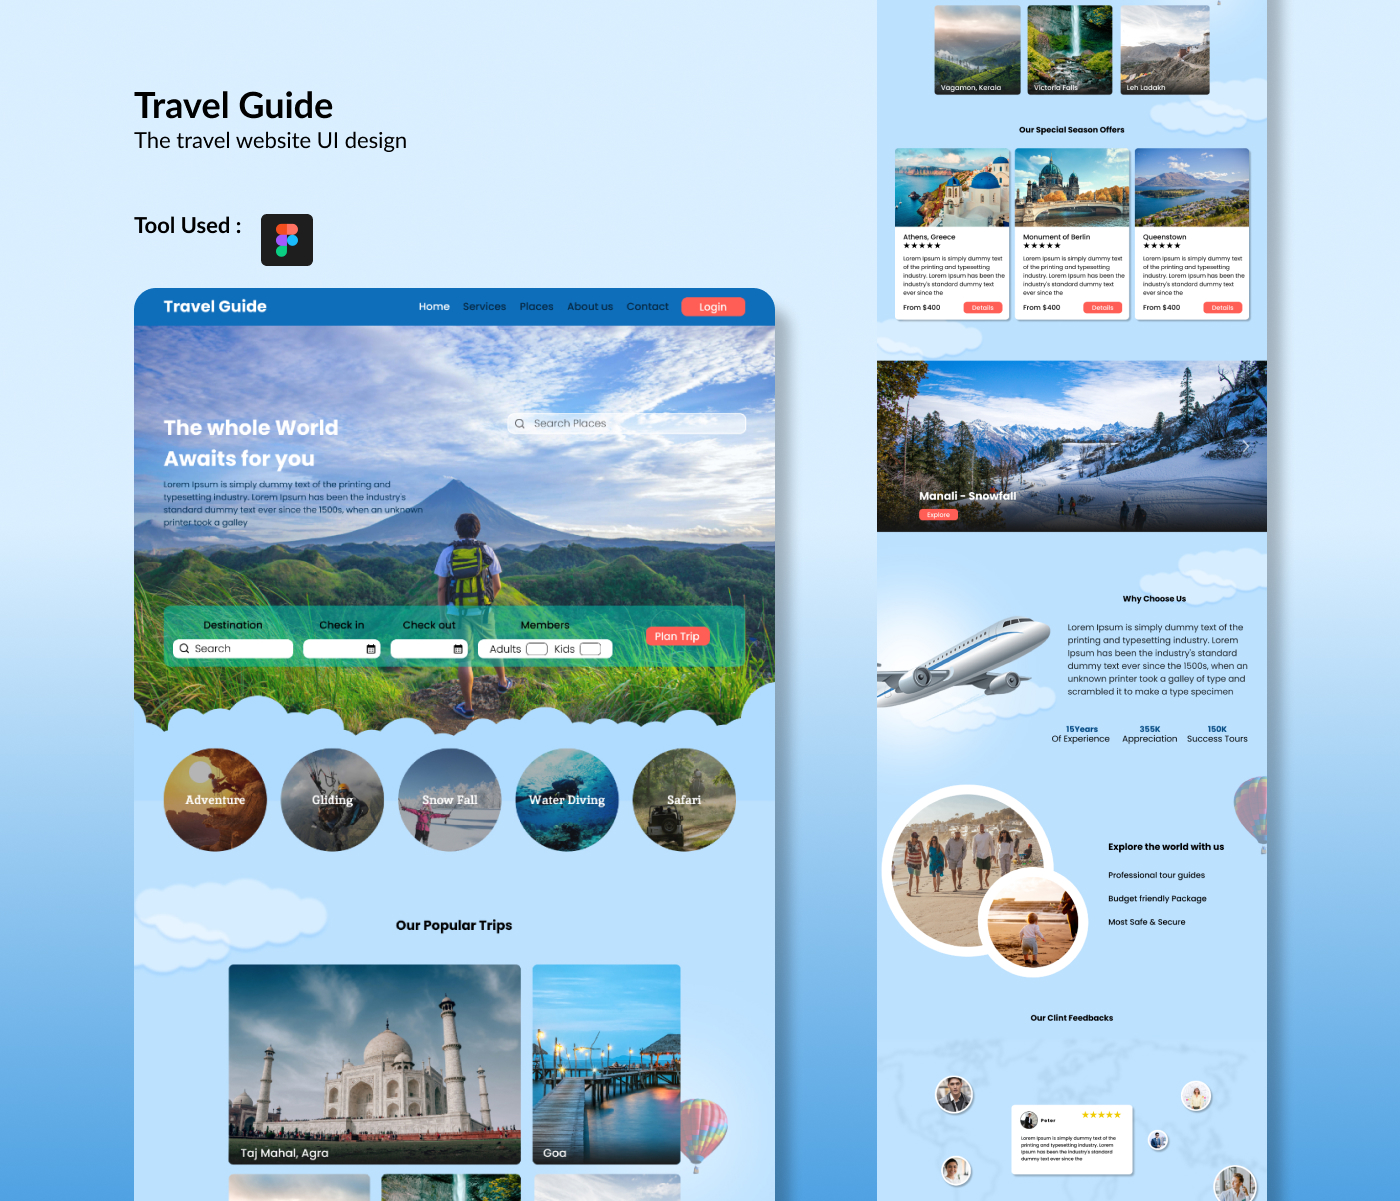 Travel Guide
The travel website UI design
Tool Used :
Travel Guide
Home Services Places About us Contact Login
Search Places
The whole World
Awaits for you
Lorem Ipsum is simply dummy text of the printing and
typesetting industry. Lorem Ipsum has been the industry's
standard dummy text ever since the 1500s, when an unknown
printer took a galley
Destination Check in Check out Members
Search Adults Kids
Plan Trip
Adventure Gliding Snow Fall Water Diving Safari
Our Popular Trips
Taj Mahal, Agra
Goa
Vagamon, Kerala
Victoria Falls
Leh Ladakh
Our Special Season Offers
Athens, Greece
★★★★★
Lorem Ipsum is simply dummy text
of the printing and typesetting
industry. Lorem Ipsum has been the
industry's standard dummy text
ever since the
From $400 Details
Monument of Berlin
★★★★★
Lorem Ipsum is simply dummy text
of the printing and typesetting
industry. Lorem Ipsum has been the
industry's standard dummy text
ever since the
From $400 Details
Queenstown
★★★★★
Lorem Ipsum is simply dummy text
of the printing and typesetting
industry. Lorem Ipsum has been the
industry's standard dummy text
ever since the
From $400 Details
Manali - Snowfall
Explore
Why Choose Us
Lorem Ipsum is simply dummy text of the
printing and typesetting industry. Lorem
Ipsum has been the industry's standard
dummy text ever since the 1500s, when an
unknown printer took a galley of type and
scrambled it to make a type specimen
15Years 355K 150K
Of Experience Appreciation Success Tours
Explore the world with us
Professional tour guides
Budget friendly Package
Most Safe & Secure
Our Clint Feedbacks
Peter
★★★★★
Lorem Ipsum is simply dummy text of the
printing and typesetting industry. Lorem
Ipsum has been the industry's standard
dummy text ever since the